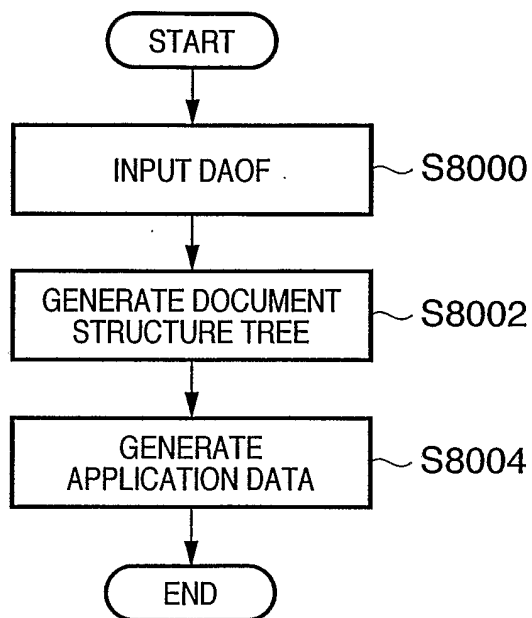 START
INPUT DAOF
S8000
GENERATE DOCUMENT
STRUCTURE TREE
S8002
GENERATE
APPLICATION DATA
S8004
END